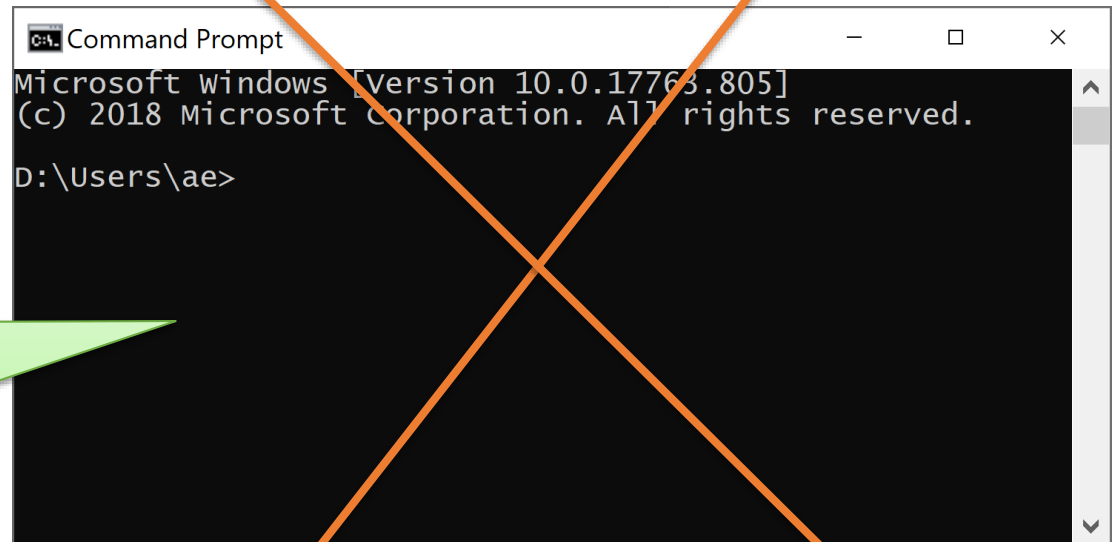 Command Prompt
Microsoft Windows [Version 10.0.17763.805]
(c) 2018 Microsoft Corporation. All rights reserved.
D:\Users\ae>